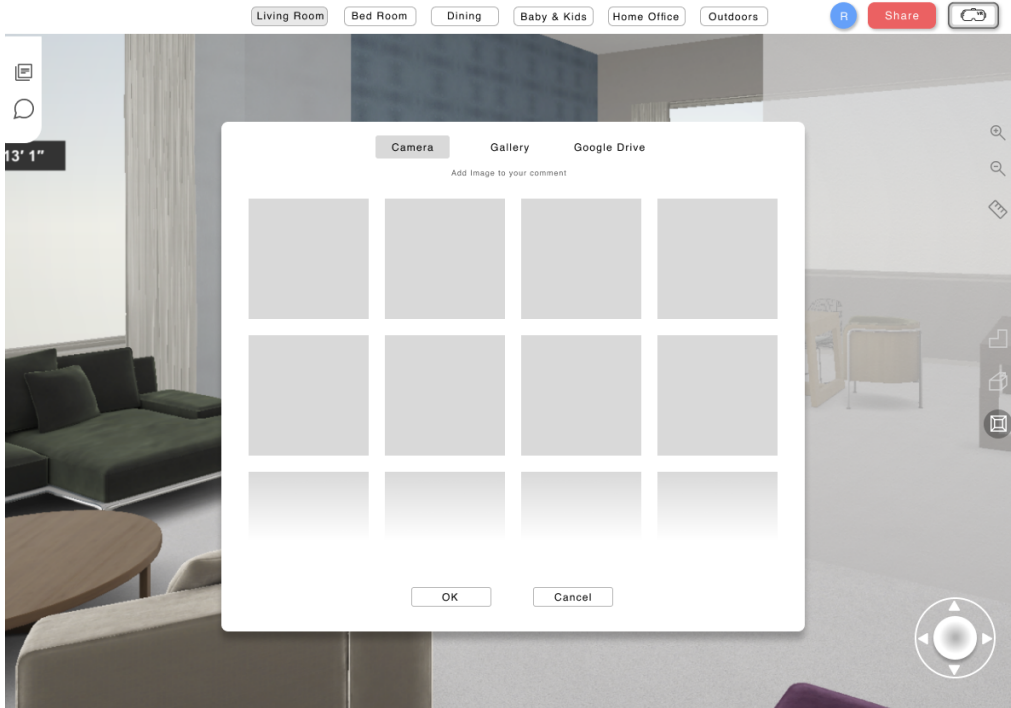 Living Room Bed Room Dining Baby & Kids Home Office Outdoors R Share VR
13' 1"
Camera Gallery Google Drive
Add Image to your comment
OK Cancel